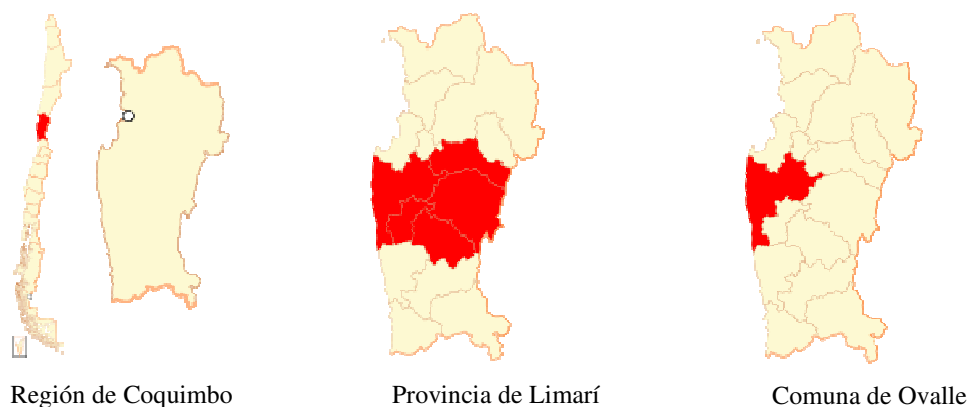 Región de Coquimbo
Provincia de Limarí
Comuna de Ovalle